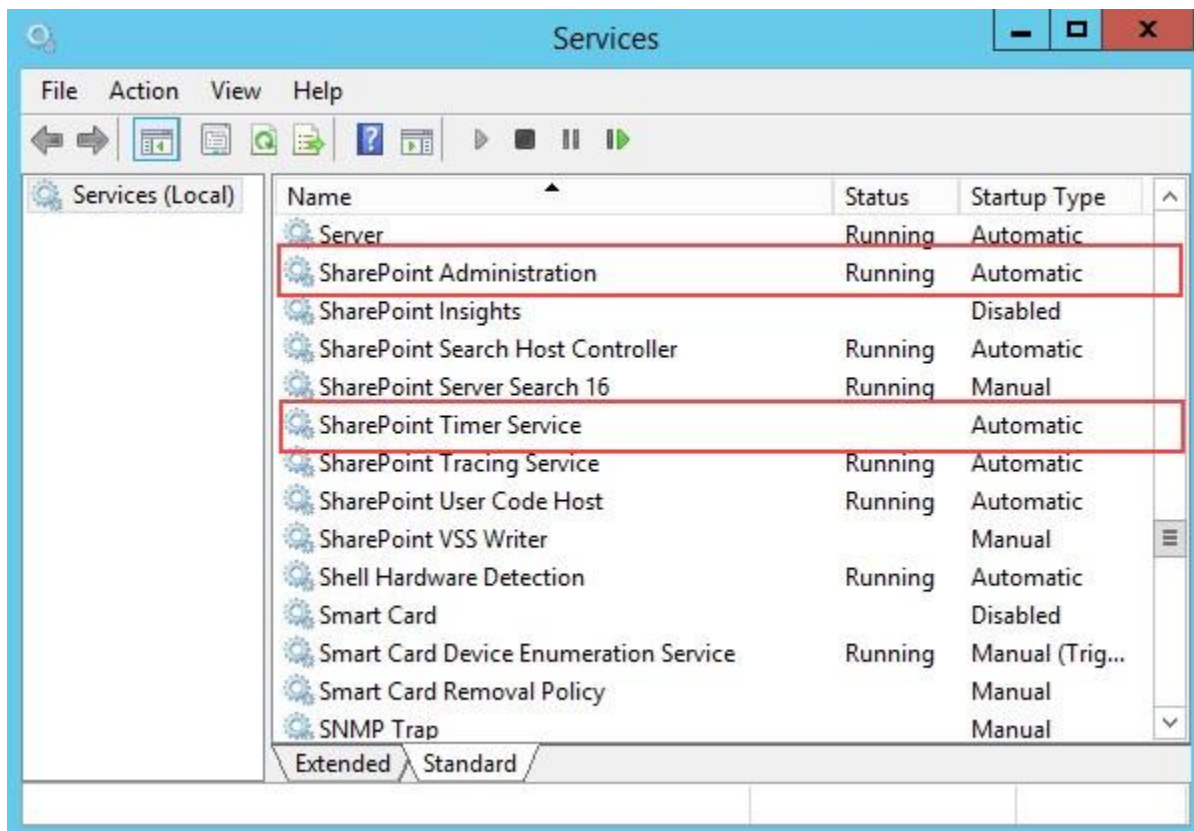 Services
File Action View Help
Services (Local)
Name Status Startup Type
Server Running Automatic
SharePoint Administration Running Automatic
SharePoint Insights Disabled
SharePoint Search Host Controller Running Automatic
SharePoint Server Search 16 Running Manual
SharePoint Timer Service Automatic
SharePoint Tracing Service Running Automatic
SharePoint User Code Host Running Automatic
SharePoint VSS Writer Manual
Shell Hardware Detection Running Automatic
Smart Card Disabled
Smart Card Device Enumeration Service Running Manual (Trig...
Smart Card Removal Policy Manual
SNMP Trap Manual
Extended Standard